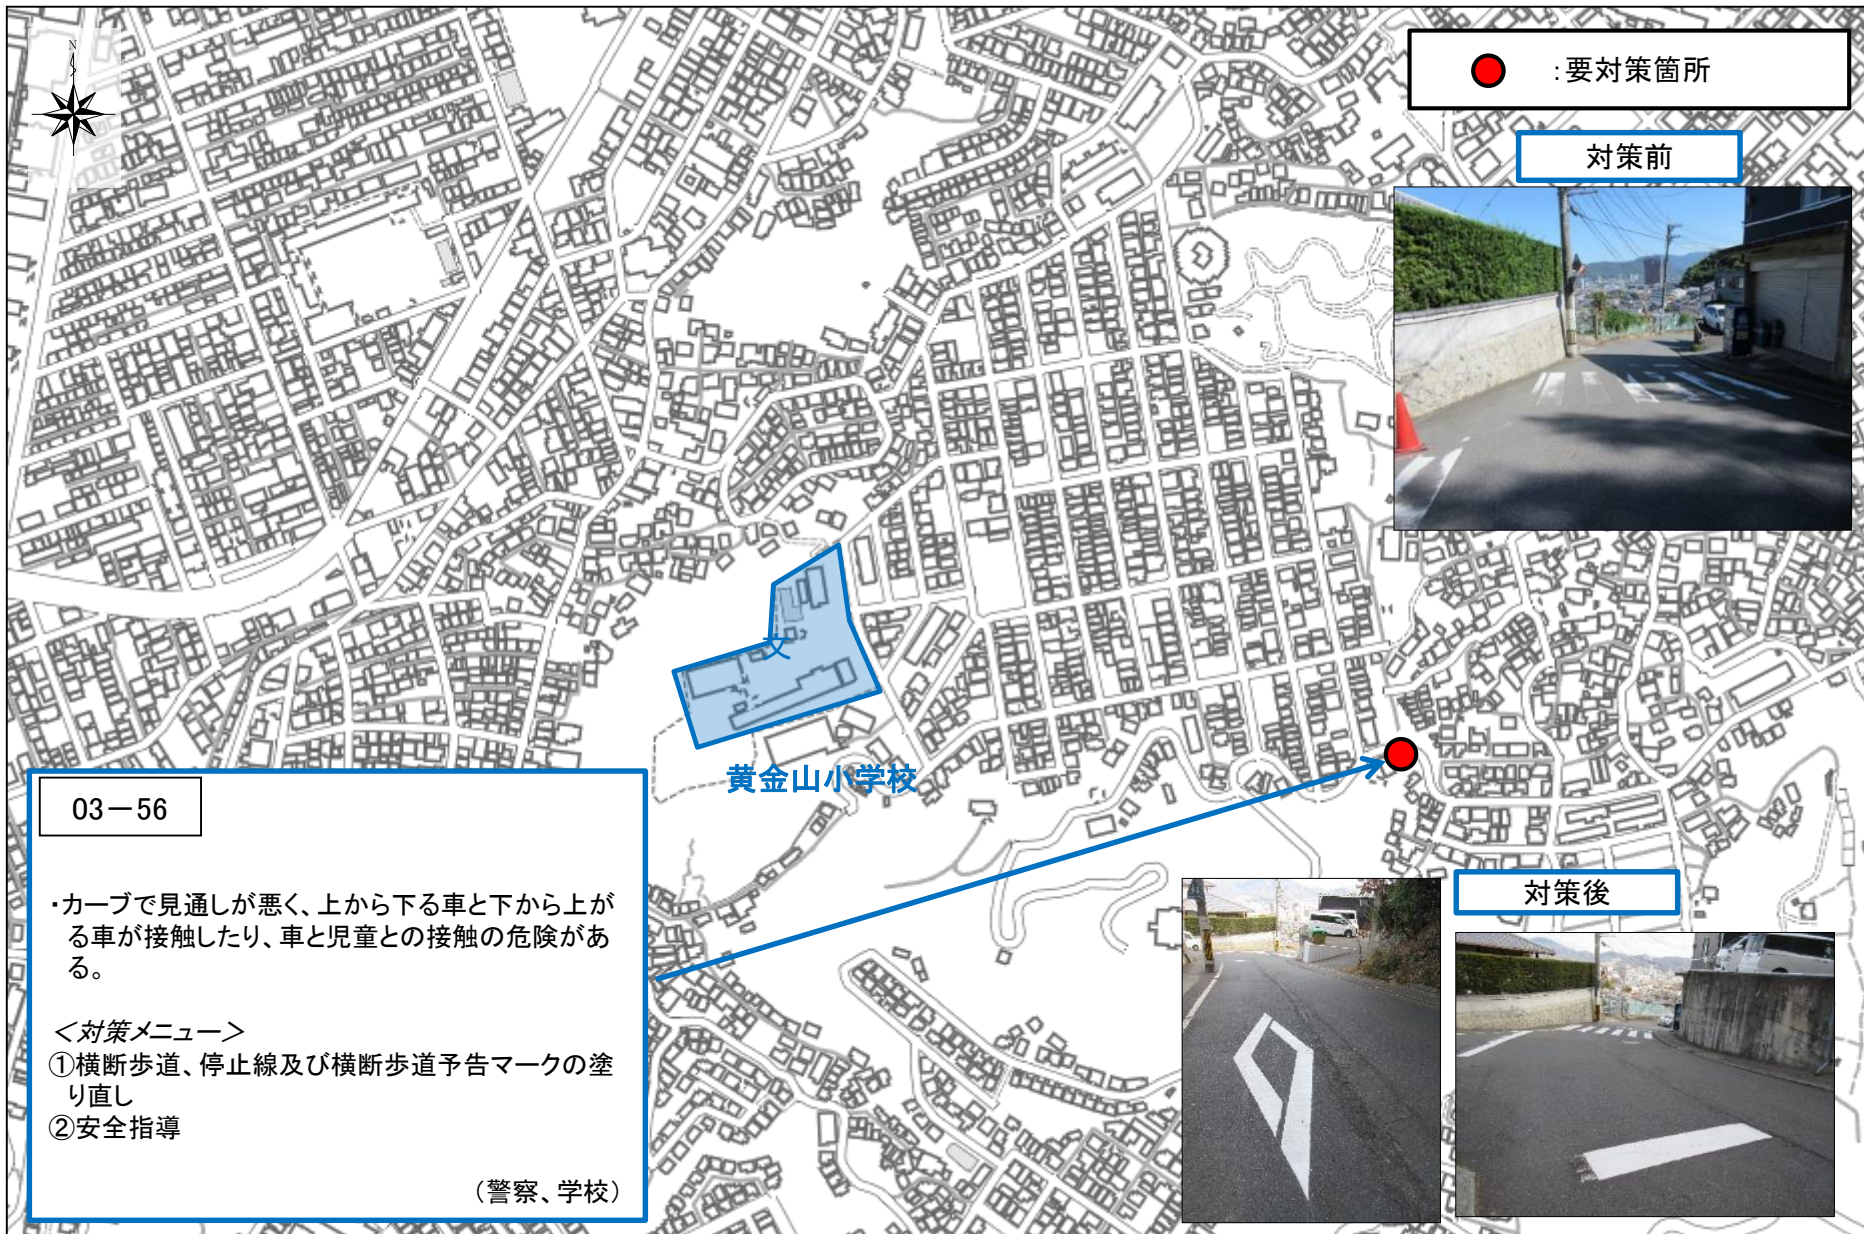 N
:要対策箇所
対策前
文
黄金山小学校
03－56
・カーブで見通しが悪く、上から下る車と下から上が
る車が接触したり、車と児童との接触の危険があ
る。
＜対策メニュー＞
①横断歩道、停止線及び横断歩道予告マークの塗
り直し
②安全指導
（警察、学校）
対策後